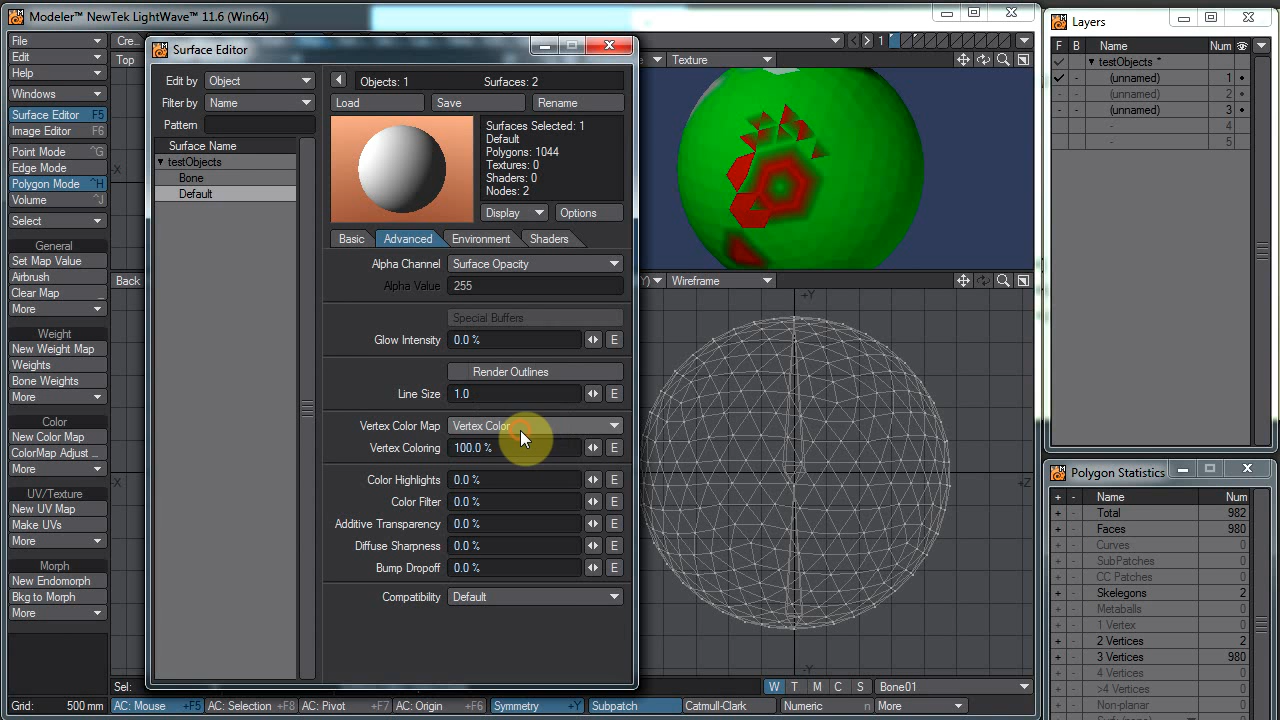 Modeler™ NewTek LightWave™ 11.6 (Win64)
File
Edit
Help
Windows
Surface Editor F5
Image Editor F6
Point Mode ^G
Edge Mode
Polygon Mode ^H
Volume ^J
Select
General
Set Map Value
Airbrush
Clear Map _
More
Weight
New Weight Map
Weights
Bone Weights
More
Color
New Color Map
ColorMap Adjust ...
More
UV/Texture
New UV Map
Make UVs
More
Morph
New Endomorph
Bkg to Morph
More
Cre...
Top
Back
Surface Editor
Edit by Object
Filter by Name
Pattern
Surface Name
testObjects
Bone
Default
Objects: 1 Surfaces: 2
Load Save Rename
Surfaces Selected: 1
Default
Polygons: 1044
Textures: 0
Shaders: 0
Nodes: 2
Display Options
Basic Advanced Environment Shaders
Alpha Channel Surface Opacity
Alpha Value 255
Special Buffers
Glow Intensity 0.0 % E
Render Outlines
Line Size 1.0 E
Vertex Color Map Vertex Color
Vertex Coloring 100.0 % E
Color Highlights 0.0 % E
Color Filter 0.0 % E
Additive Transparency 0.0 % E
Diffuse Sharpness 0.0 % E
Bump Dropoff 0.0 % E
Compatibility Default
1
Texture
Y) Wireframe
+Y
+Z
-Y
-X
-X
Layers
F B Name Num
testObjects *
(unnamed) 1
(unnamed) 2
(unnamed) 3
- 4
- 5
Polygon Statistics
+ - Name Num
+ - Total 982
+ - Faces 980
+ - Curves 0
+ - SubPatches 0
+ - CC Patches 0
+ - Skelegons 2
+ - Metaballs 0
+ - 1 Vertex 0
+ - 2 Vertices 2
+ - 3 Vertices 980
+ - 4 Vertices 0
+ - >4 Vertices 0
Sel:
W T M C S Bone01
Grid: 500 mm AC: Mouse +F5 AC: Selection +F8 AC: Pivot +F7 AC: Origin +F6 Symmetry +Y Subpatch Catmull-Clark Numeric n More